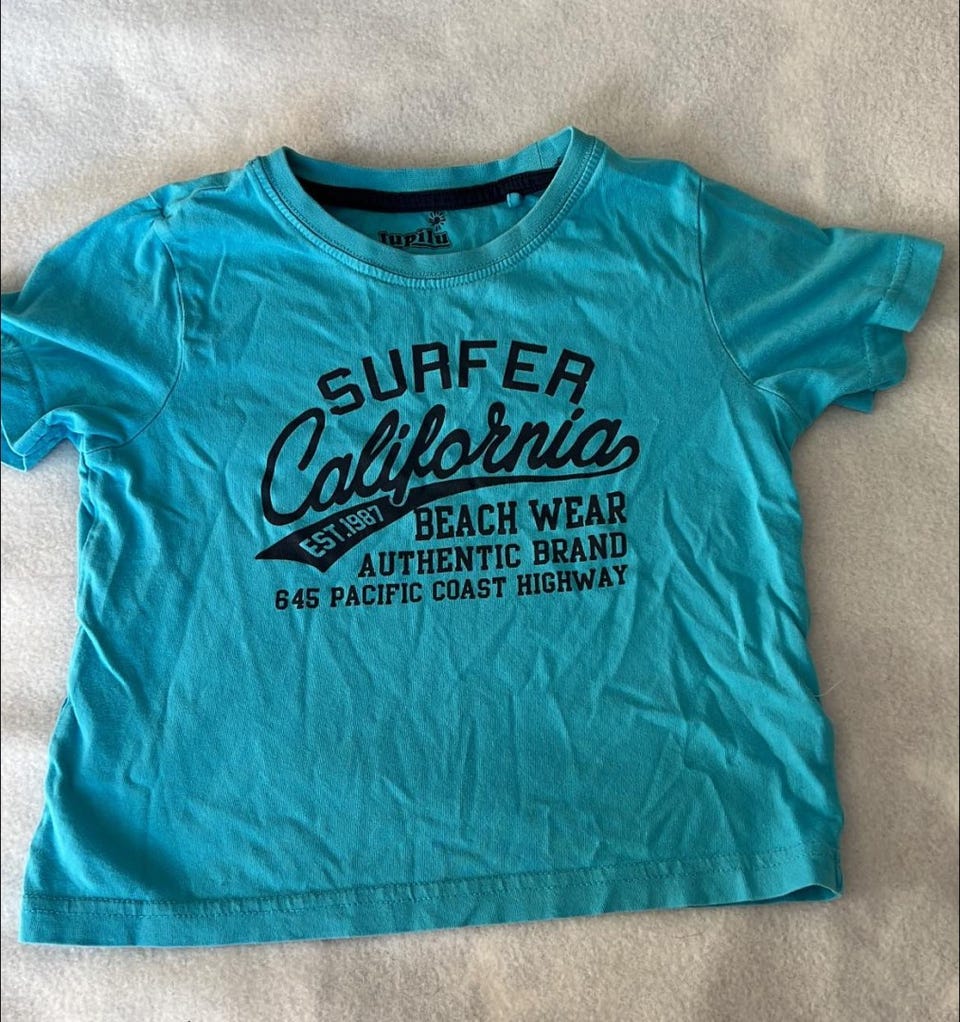 lupilu
SURFER
California
EST.1987
BEACH WEAR
AUTHENTIC BRAND
645 PACIFIC COAST HIGHWAY